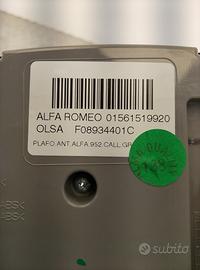 ALFA ROMEO 01561519920
OLSA F08934401C
PLAFO.ANT.ALFA.952.CALL.GR
subito